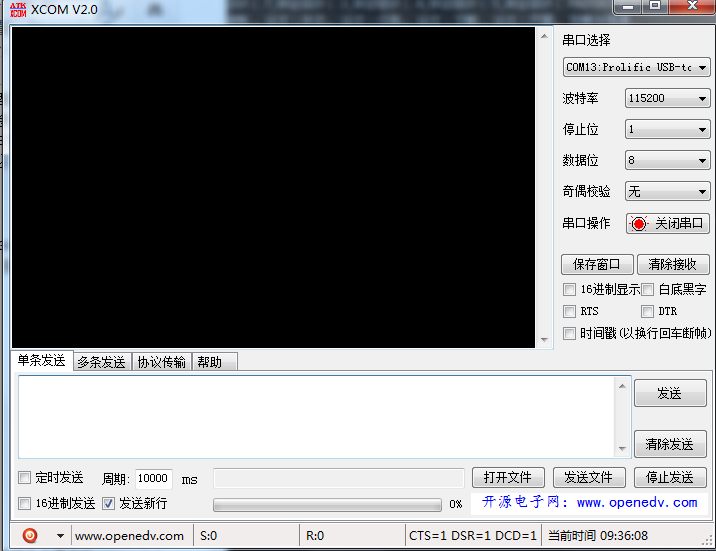 ATK
XCOM
XCOM V2.0
串口选择
COM13:Prolific USB-to
波特率
115200
停止位
1
数据位
8
奇偶校验
无
串口操作
关闭串口
保存窗口
清除接收
16进制显示
白底黑字
RTS
DTR
时间戳(以换行回车断帧)
单条发送
多条发送
协议传输
帮助
发送
清除发送
定时发送
周期:
10000
ms
打开文件
发送文件
停止发送
16进制发送
发送新行
0%
开源电子网：www.openedv.com
www.openedv.com
S:0
R:0
CTS=1 DSR=1 DCD=1
当前时间 09:36:08